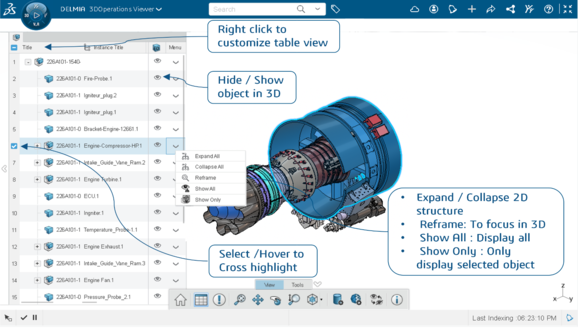 DELMIA 3DOperations Viewer
Search
Right click to
customize table view
Title
Instance Title
Menu
1
226A101-154G
2
226A101-0 Fire-Probe.1
3
226A101-1 Igniteur_plug.2
4
226A101-1 Igniteur_plug.1
5
226A101-0 Bracket-Engine-12661.1
6
226A101-1 Engine-Compressor-HP.1
7
226A101-1 Intake_Guide_Vane_Ram.2
8
226A101-1 Engine-Turbine.1
9
226A101-0 ECU.1
10
226A101-1 Ingniter.1
11
226A101-1 Temperature_Probe-1.1
12
226A101-1 Engine Exhaust.1
13
226A101-1 Intake_Guide_Vane_Ram.3
14
226A101-1 Engine Fan.1
15
226A101-0 Pressure_Probe_2.1
Hide / Show
object in 3D
Expand All
Collapse All
Reframe
Show All
Show Only
• Expand / Collapse 2D
structure
• Reframe: To focus in 3D
• Show All : Display all
• Show Only : Only
display selected object
Select /Hover to
Cross highlight
View
Tools
z
x
y
Last Indexing: 06:23:10 PM